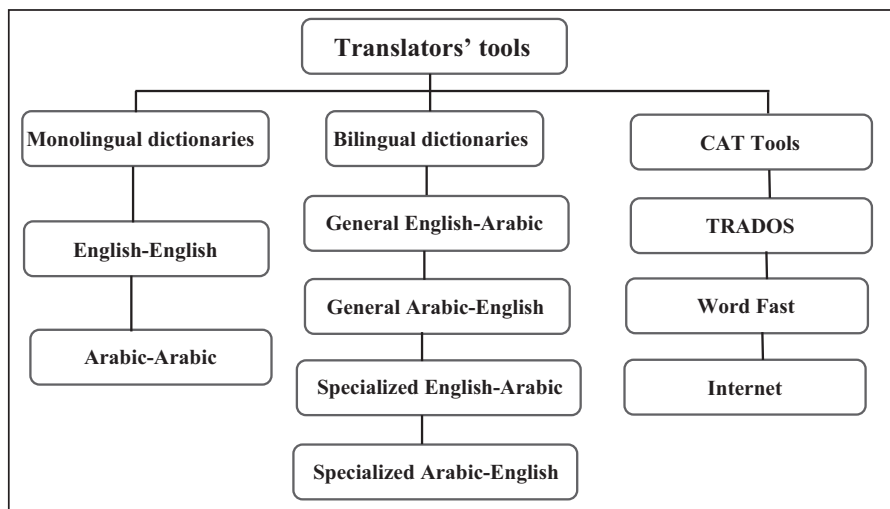 Translators’ tools
Monolingual dictionaries
English-English
Arabic-Arabic
Bilingual dictionaries
General English-Arabic
General Arabic-English
Specialized English-Arabic
Specialized Arabic-English
CAT Tools
TRADOS
Word Fast
Internet